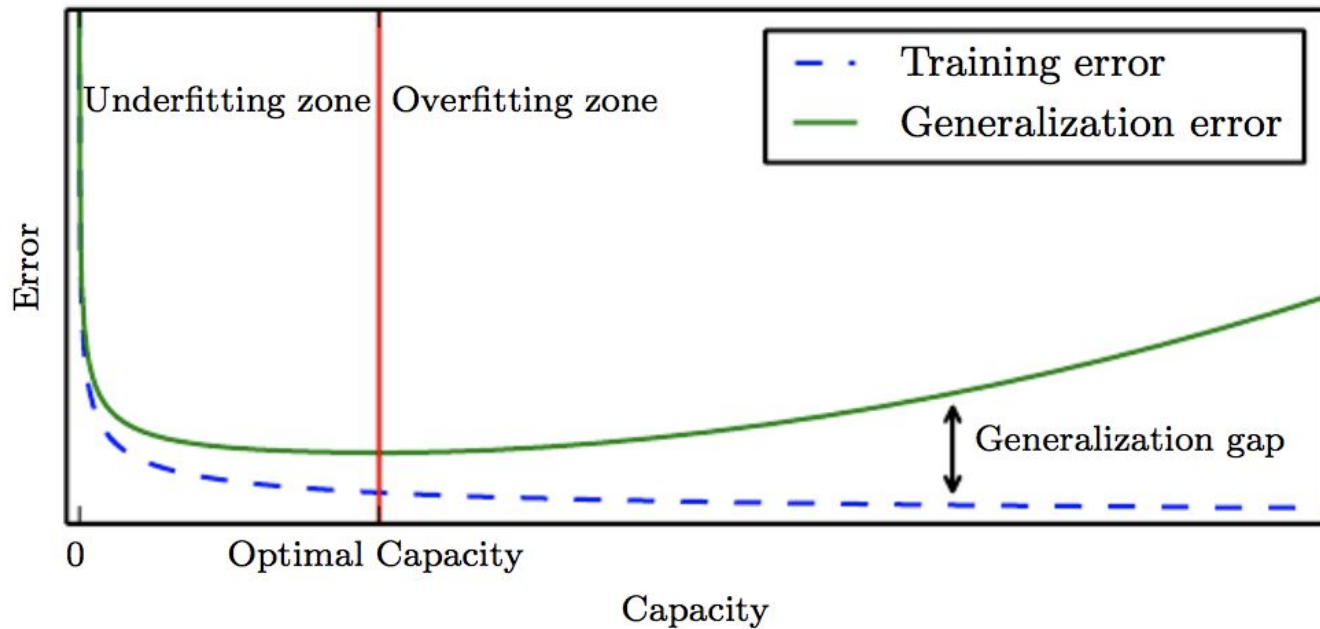 Training error
Generalization error
Underfitting zone
Overfitting zone
Error
Generalization gap
0
Optimal Capacity
Capacity